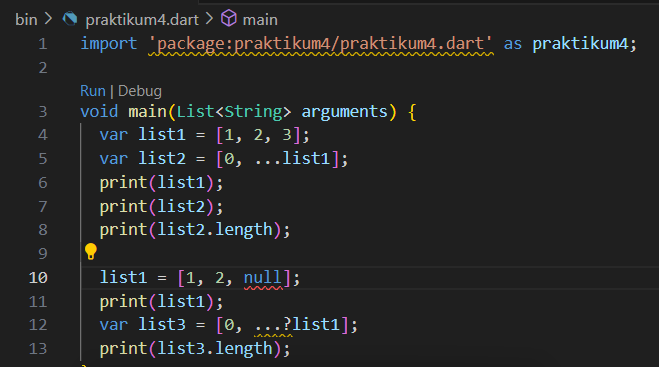 bin > praktikum4.dart > main
1 import 'package:praktikum4/praktikum4.dart' as praktikum4;
2
Run | Debug
3 void main(List<String> arguments) {
4 var list1 = [1, 2, 3];
5 var list2 = [0, ...list1];
6 print(list1);
7 print(list2);
8 print(list2.length);
9
10 list1 = [1, 2, null];
11 print(list1);
12 var list3 = [0, ...?list1];
13 print(list3.length);